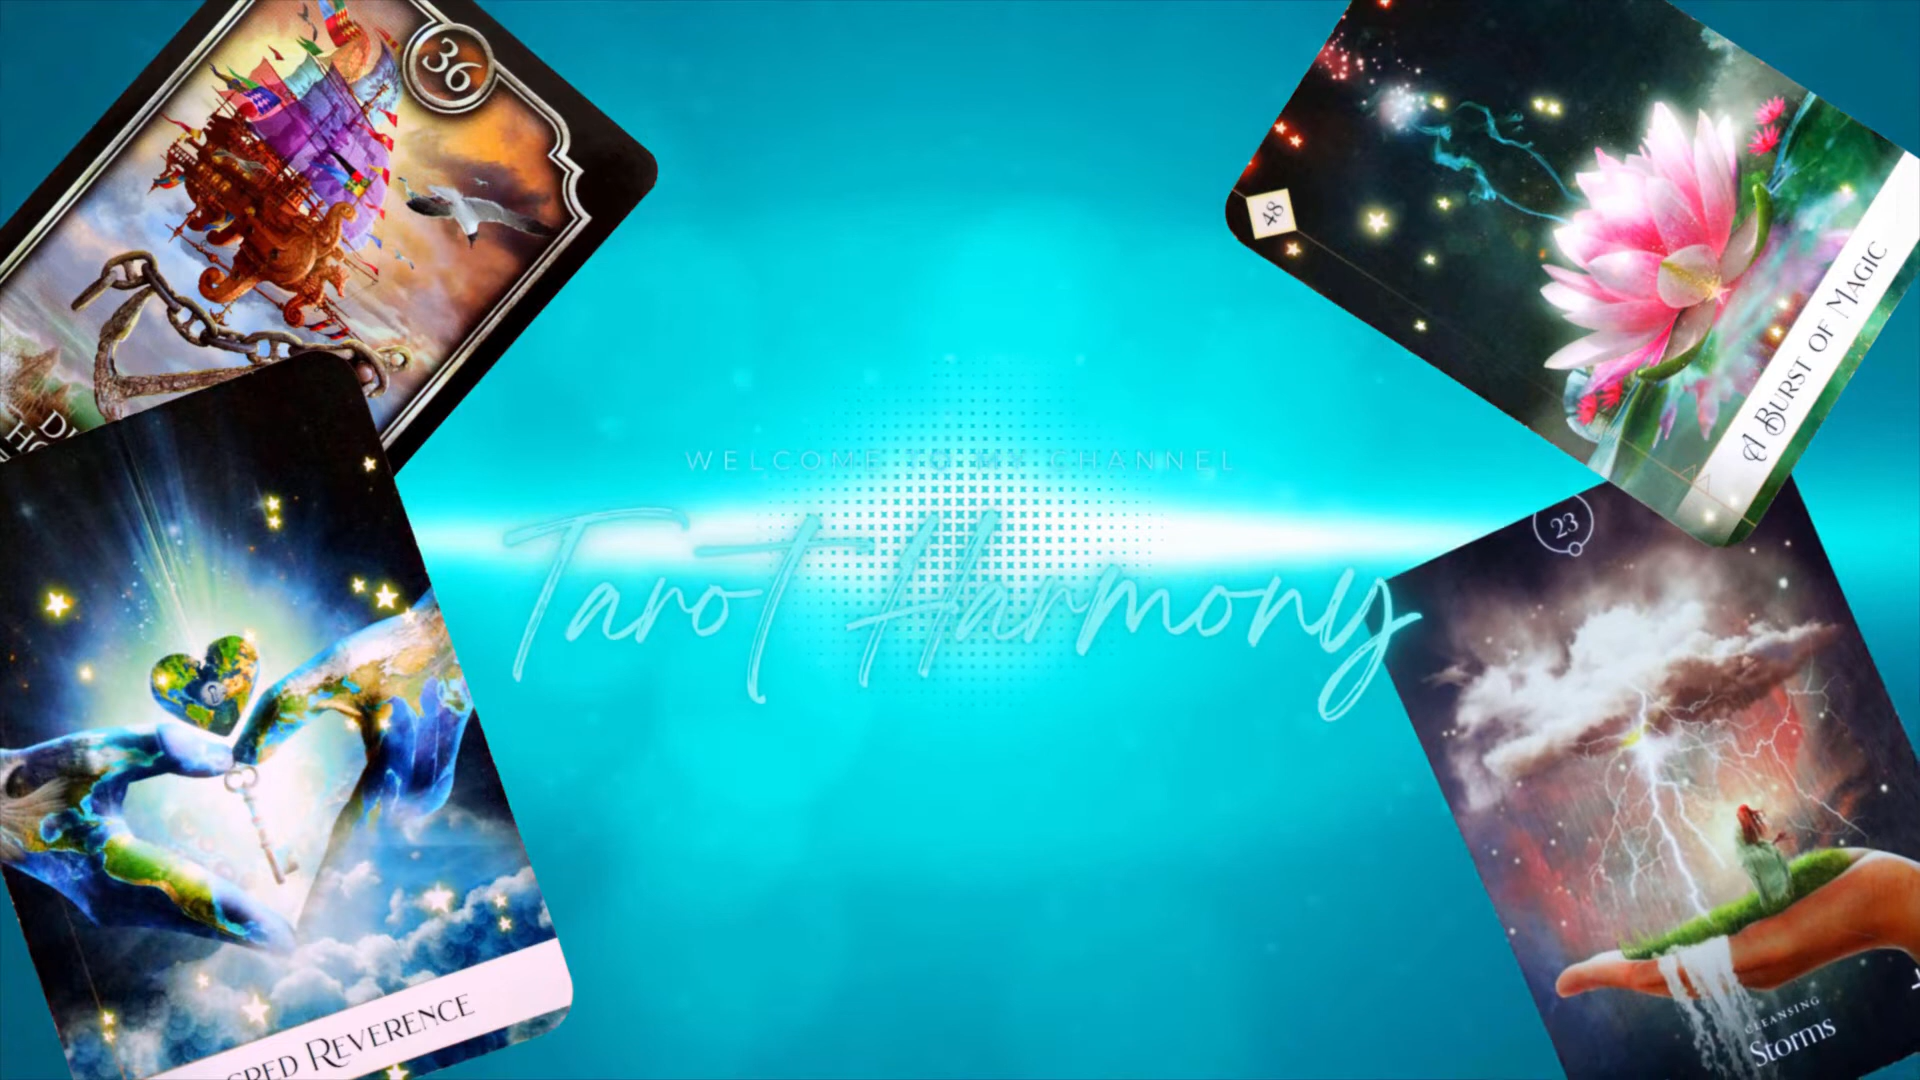 36
48
A BURST OF MAGIC
WELCOME TO MY CHANNEL
Tarot Harmony
23
CLEANSING
Storms
REVERENCE